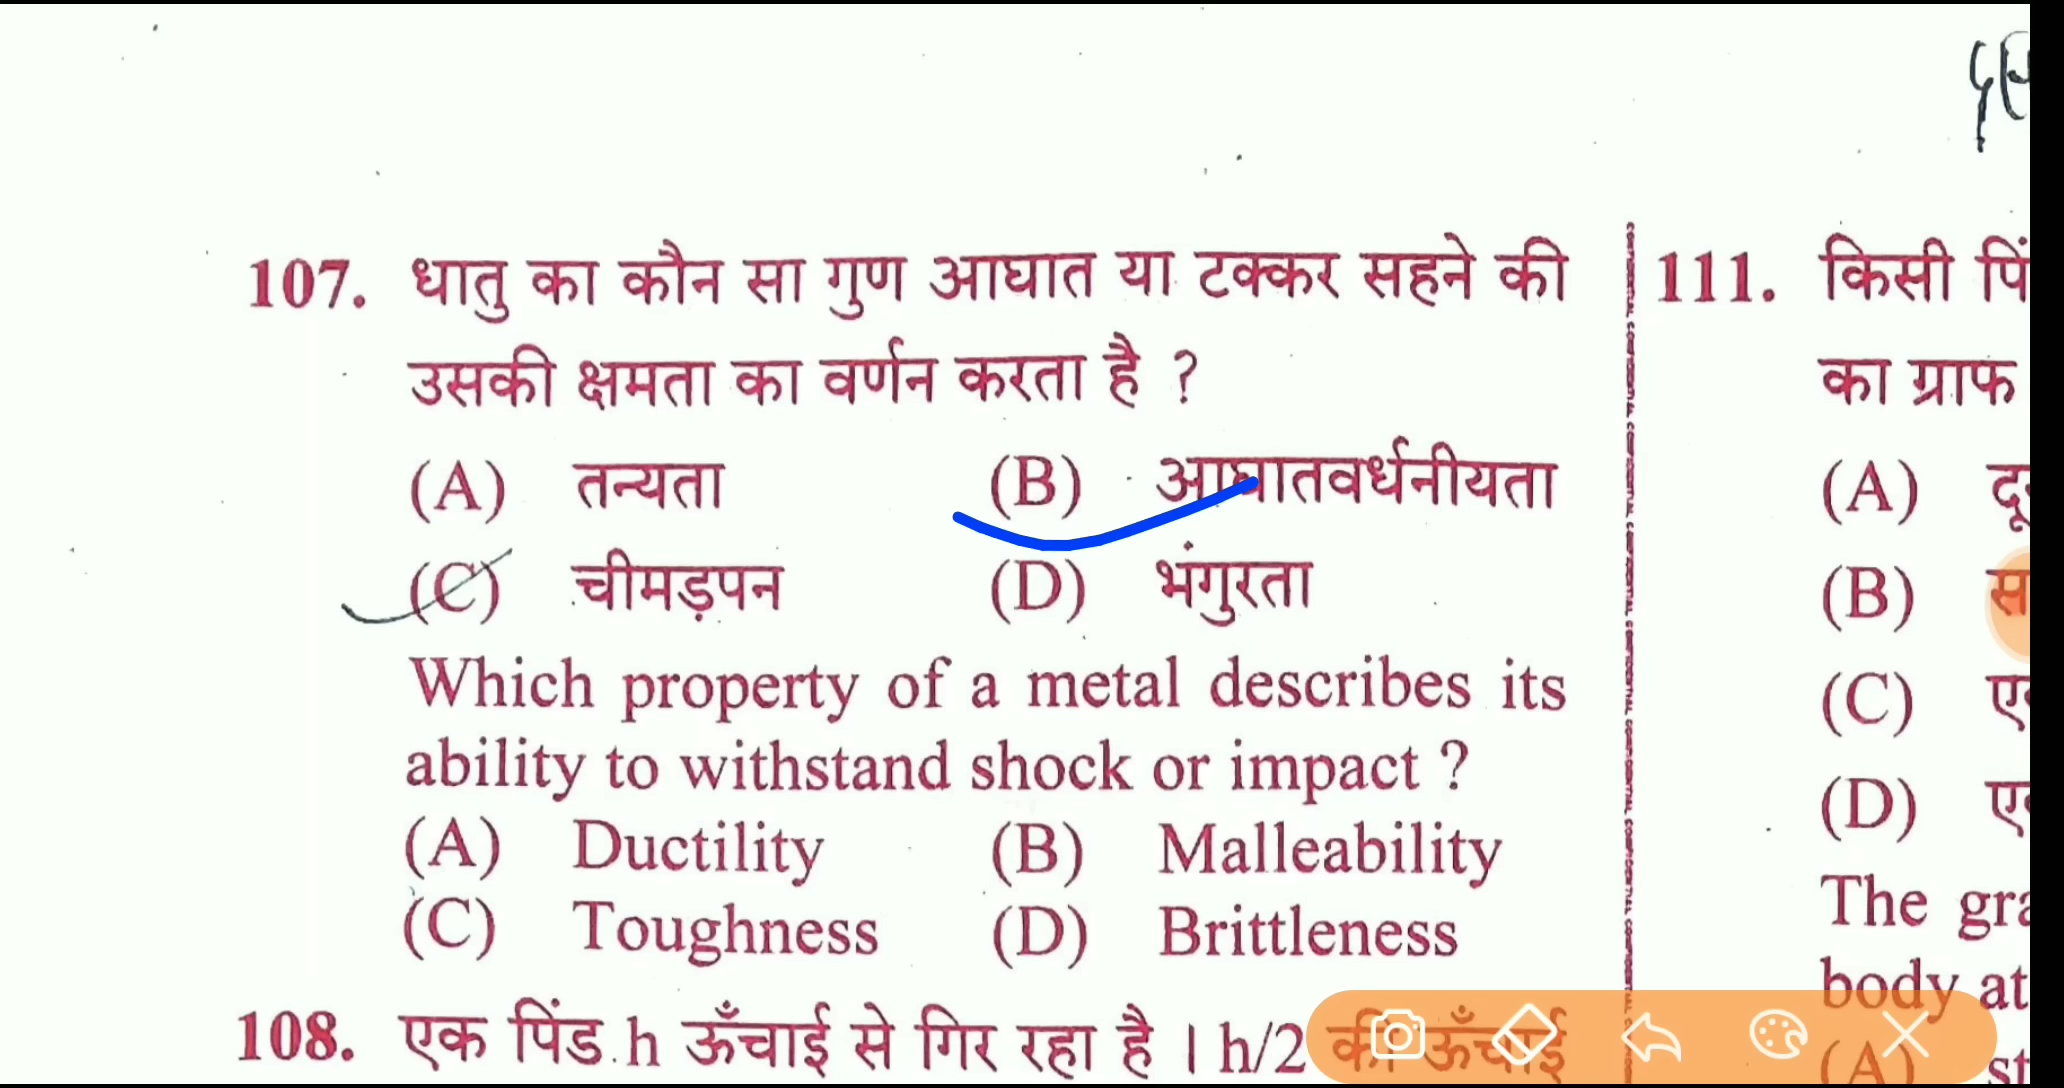 107. धातु का कौन सा गुण आघात या टक्कर सहने की
उसकी क्षमता का वर्णन करता है ?
(A) तन्यता (B) आघातवर्धनीयता
(C) चीमड़पन (D) भंगुरता
Which property of a metal describes its
ability to withstand shock or impact ?
(A) Ductility (B) Malleability
(C) Toughness (D) Brittleness
108. एक पिंड h ऊँचाई से गिर रहा है । h/2 की ऊँचाई
111. किसी
का ग्राफ
(A)
(B)
(C)
(D)
The
body at
(A)